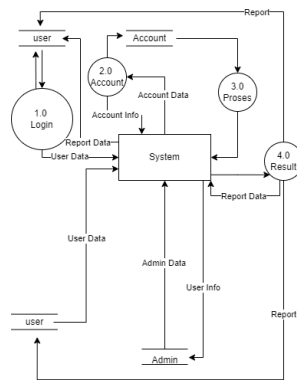 Report
user
Account
2.0
Account
3.0
Proses
1.0
Login
Account Data
Account Info
Report Data
User Data
System
4.0
Result
Report Data
User Data
Admin Data
User Info
Report
user
Admin